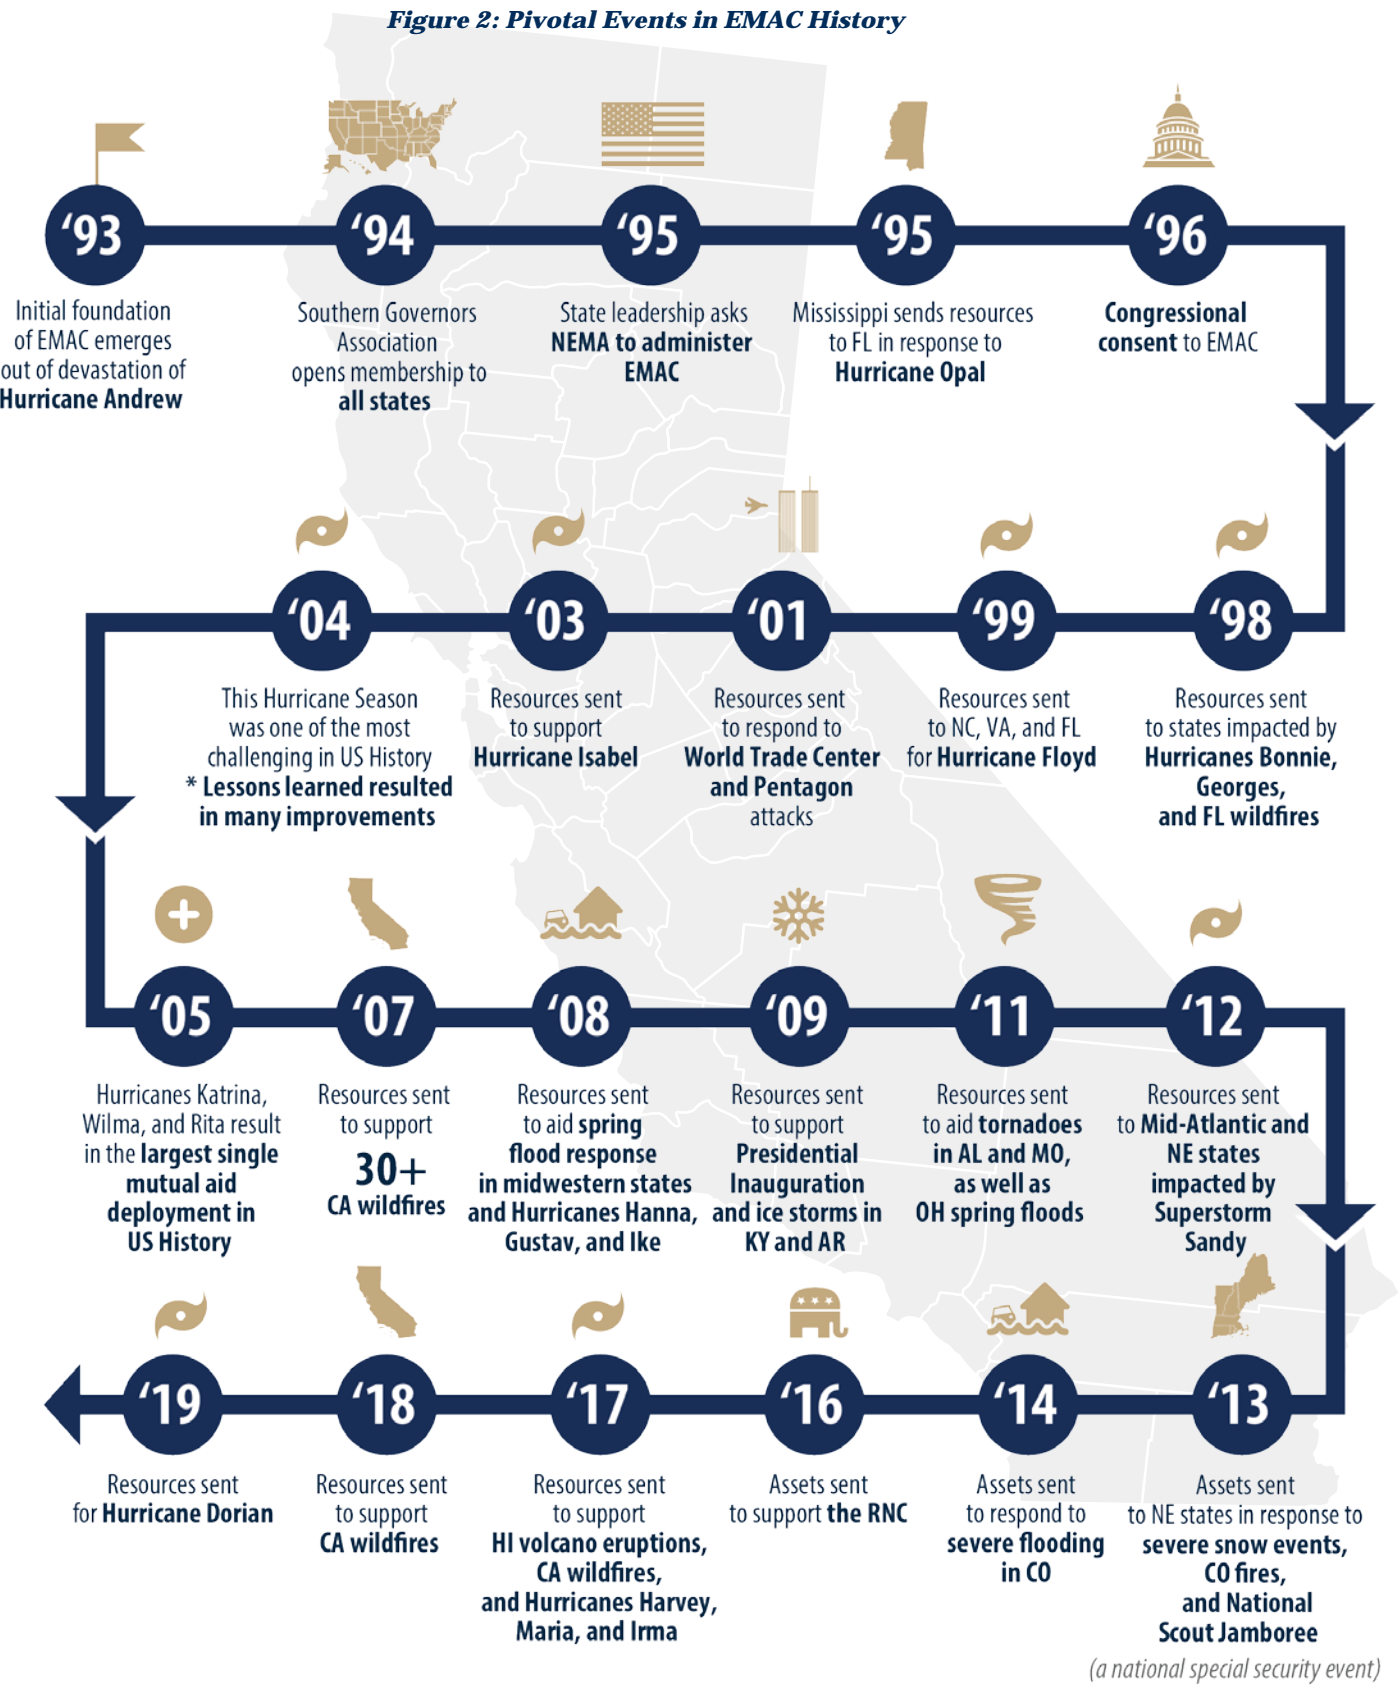 Figure 2: Pivotal Events in EMAC History
‘93
Initial foundation
of EMAC emerges
out of devastation of
Hurricane Andrew
‘94
Southern Governors
Association
opens membership to
all states
‘95
State leadership asks
NEMA to administer
EMAC
‘95
Mississippi sends resources
to FL in response to
Hurricane Opal
‘96
Congressional
consent to EMAC
‘98
Resources sent
to states impacted by
Hurricanes Bonnie,
Georges,
and FL wildfires
‘99
Resources sent
to NC, VA, and FL
for Hurricane Floyd
‘01
Resources sent
to respond to
World Trade Center
and Pentagon
attacks
‘03
Resources sent
to support
Hurricane Isabel
‘04
This Hurricane Season
was one of the most
challenging in US History
* Lessons learned resulted
in many improvements
‘05
Hurricanes Katrina,
Wilma, and Rita result
in the largest single
mutual aid
deployment in
US History
‘07
Resources sent
to support
30+
CA wildfires
‘08
Resources sent
to aid spring
flood response
in midwestern states
and Hurricanes Hanna,
Gustav, and Ike
‘09
Resources sent
to support
Presidential
Inauguration
and ice storms in
KY and AR
‘11
Resources sent
to aid tornadoes
in AL and MO,
as well as
OH spring floods
‘12
Resources sent
to Mid-Atlantic and
NE states
impacted by
Superstorm
Sandy
‘13
Assets sent
to NE states in response to
severe snow events,
CO fires,
and National
Scout Jamboree
(a national special security event)
‘14
Assets sent
to respond to
severe flooding
in CO
‘16
Assets sent
to support the RNC
‘17
Resources sent
to support
HI volcano eruptions,
CA wildfires,
and Hurricanes Harvey,
Maria, and Irma
‘18
Resources sent
to support
CA wildfires
‘19
Resources sent
for Hurricane Dorian